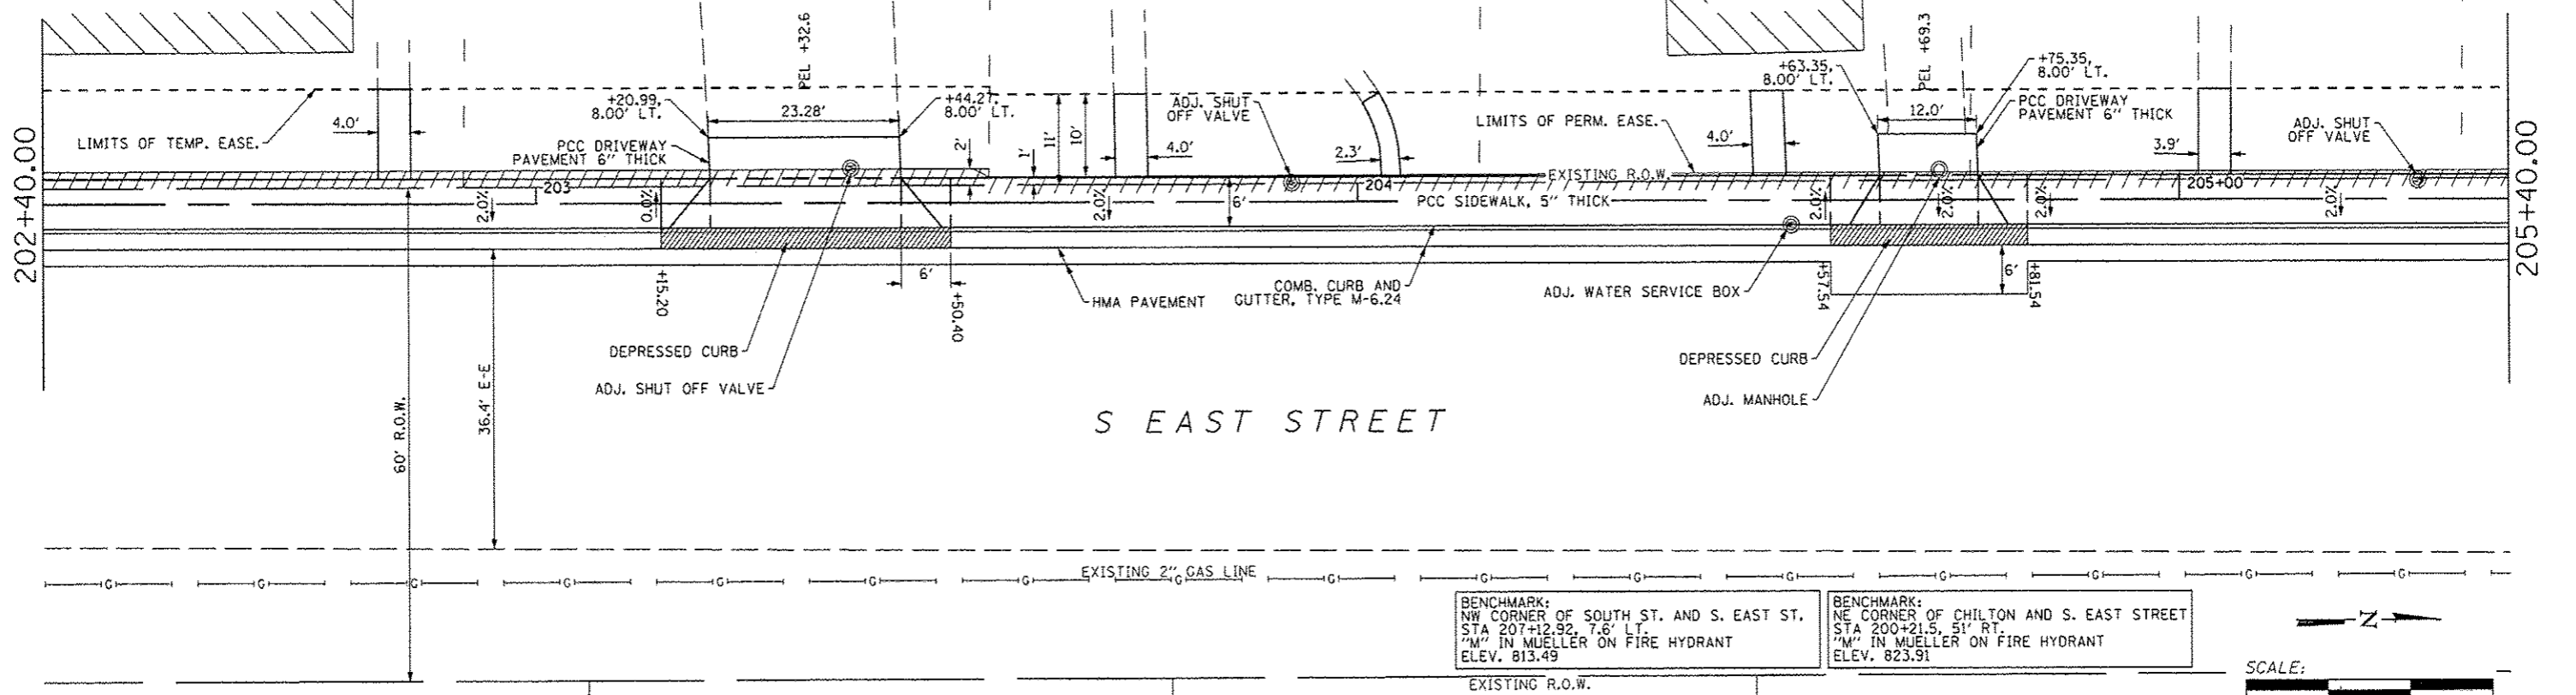 202+40.00
LIMITS OF TEMP. EASE.
4.0'
203
2.0%
60' R.O.W.
36.4' E-E
+20.99,
8.00' LT.
PEL +32.6
23.28'
+44.27,
8.00' LT.
PCC DRIVEWAY
PAVEMENT 6" THICK
0.0%
2'
+15.20
6'
+50.40
DEPRESSED CURB
ADJ. SHUT OFF VALVE
1'
11'
10'
4.0'
2.0%
ADJ. SHUT
OFF VALVE
6'
HMA PAVEMENT
COMB. CURB AND
GUTTER, TYPE M-6.24
2.3'
204
LIMITS OF PERM. EASE.
EXISTING R.O.W.
PCC SIDEWALK, 5" THICK
4.0'
+63.35,
8.00' LT.
PEL +69.3
12.0'
+75.35,
8.00' LT.
PCC DRIVEWAY
PAVEMENT 6" THICK
2.0%
2.0%
2.0%
ADJ. WATER SERVICE BOX
+57.54
6'
+81.54
DEPRESSED CURB
ADJ. MANHOLE
3.9'
205+00
2.0%
ADJ. SHUT
OFF VALVE
205+40.00
S EAST STREET
G G G G G G G EXISTING 2" GAS LINE G G G G G G G G G
BENCHMARK:
NW CORNER OF SOUTH ST. AND S. EAST ST.
STA 207+12.92, 7.6' LT.
"M" IN MUELLER ON FIRE HYDRANT
ELEV. 813.49
BENCHMARK:
NE CORNER OF CHILTON AND S. EAST STREET
STA 200+21.5, 51' RT.
"M" IN MUELLER ON FIRE HYDRANT
ELEV. 823.91
N
SCALE:
EXISTING R.O.W.